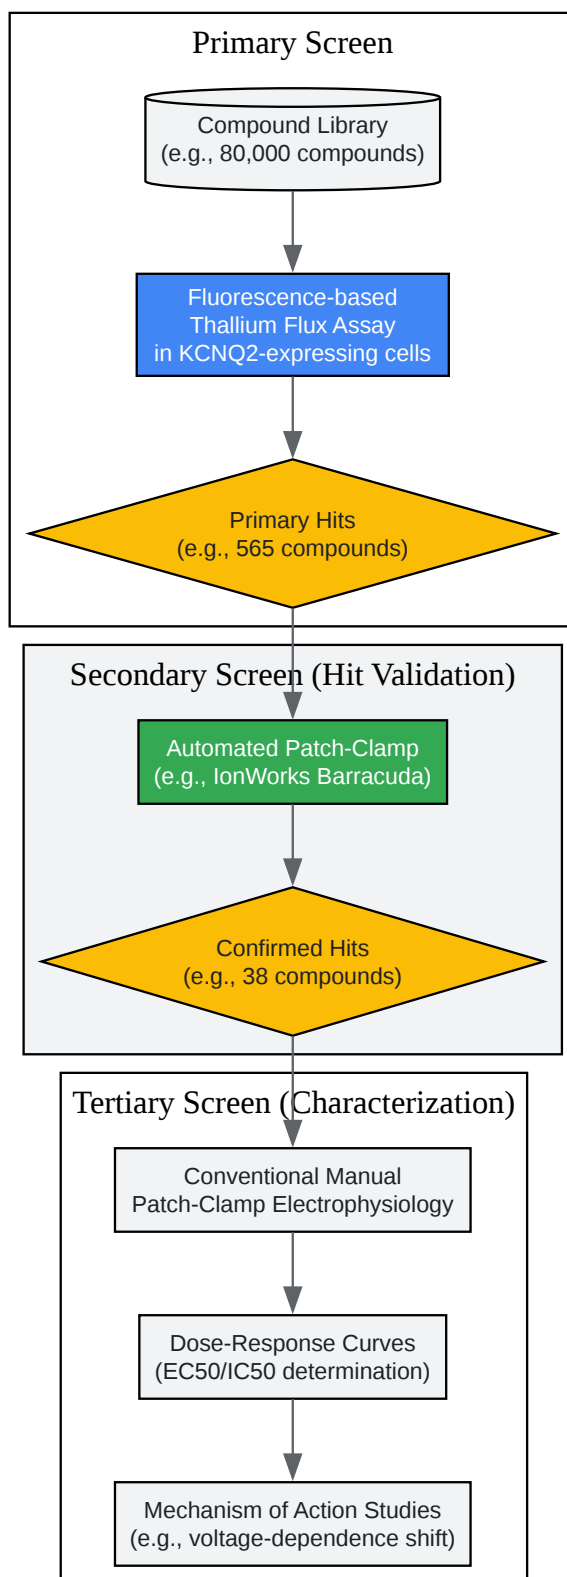 Primary Screen
Compound Library
(e.g., 80,000 compounds)
Fluorescence-based
Thallium Flux Assay
in KCNQ2-expressing cells
Primary Hits
(e.g., 565 compounds)
Secondary Screen (Hit Validation)
Automated Patch-Clamp
(e.g., IonWorks Barracuda)
Confirmed Hits
(e.g., 38 compounds)
Tertiary Screen (Characterization)
Conventional Manual
Patch-Clamp Electrophysiology
Dose-Response Curves
(EC50/IC50 determination)
Mechanism of Action Studies
(e.g., voltage-dependence shift)